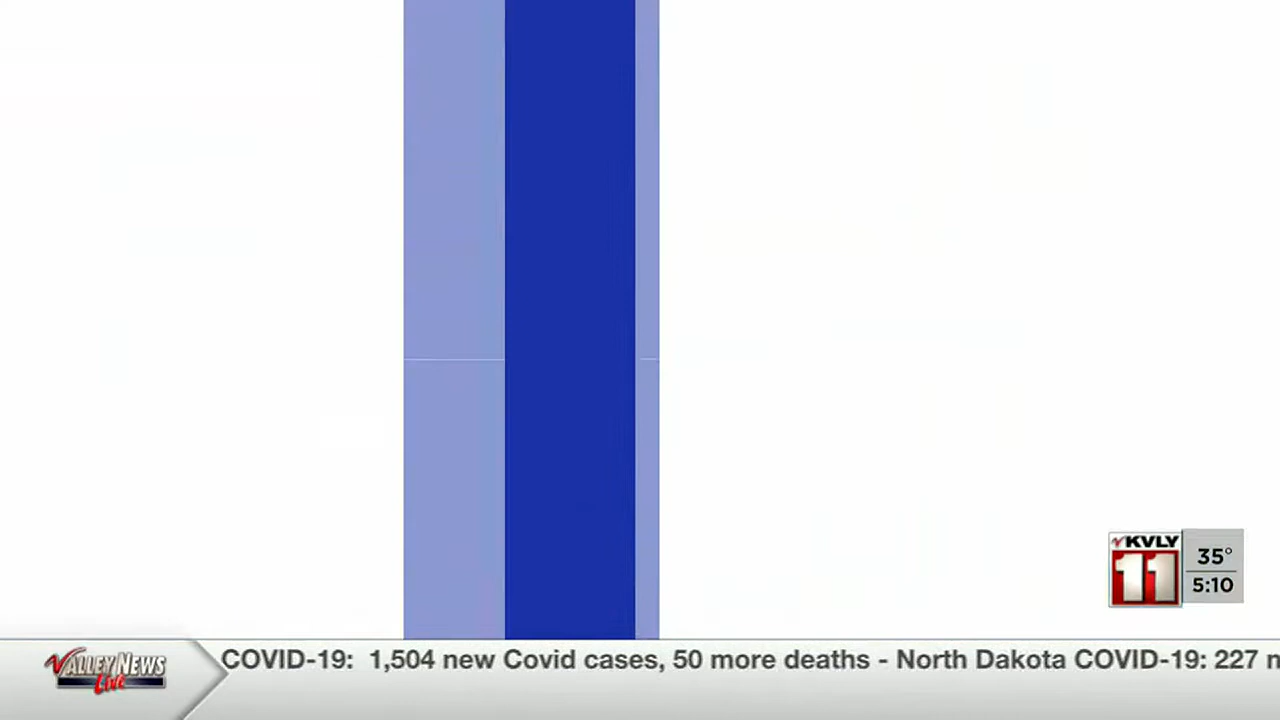 KVLY
11
35°
5:10
VALLEY NEWS
Live
COVID-19: 1,504 new Covid cases, 50 more deaths - North Dakota COVID-19: 227